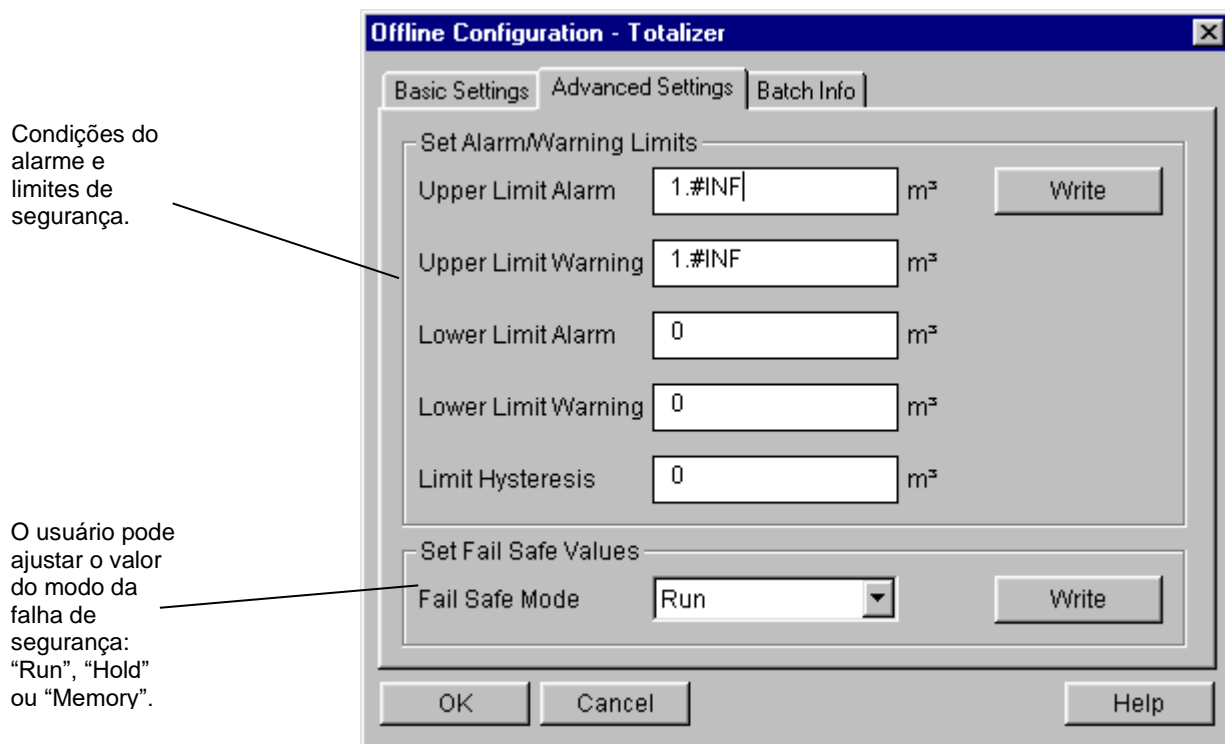 Offline Configuration - Totalizer
Basic Settings
Advanced Settings
Batch Info
Condições do
alarme e
limites de
segurança.
Set Alarm/Warning Limits
Upper Limit Alarm 1.#INF m³ Write
Upper Limit Warning 1.#INF m³
Lower Limit Alarm 0 m³
Lower Limit Warning 0 m³
Limit Hysteresis 0 m³
O usuário pode
ajustar o valor
do modo da
falha de
segurança:
“Run”, “Hold”
ou “Memory”.
Set Fail Safe Values
Fail Safe Mode Run Write
OK Cancel Help